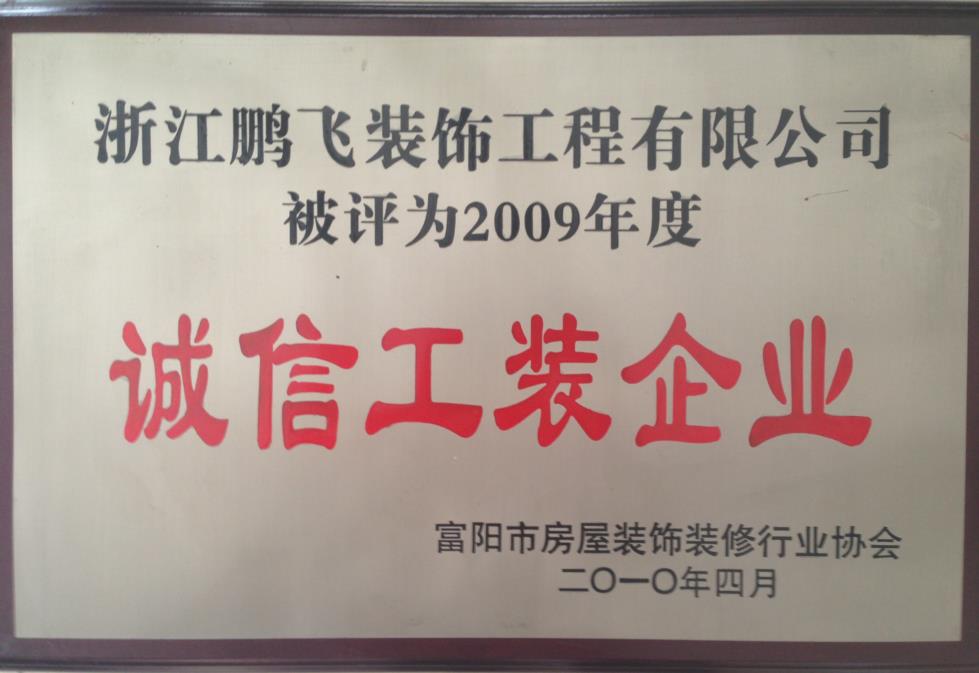 浙江鹏飞装饰工程有限公司
被评为2009年度
诚信工装企业
富阳市房屋装饰装修行业协会
二〇一〇年四月